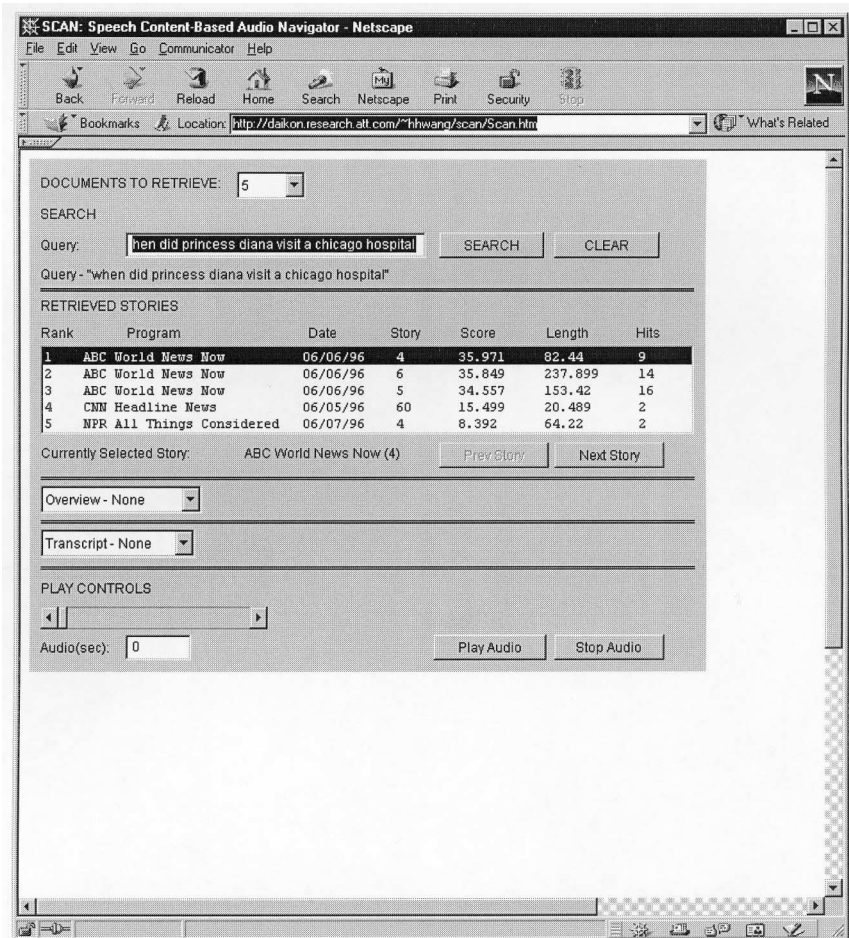 SCAN: Speech Content-Based Audio Navigator - Netscape
File Edit View Go Communicator Help
Back Forward Reload Home Search Netscape Print Security Stop
My
N
Bookmarks Location: http://daikon.research.att.com/~hhwang/scan/Scan.htm What's Related
DOCUMENTS TO RETRIEVE: 5
SEARCH
Query: hen did princess diana visit a chicago hospital SEARCH CLEAR
Query - "when did princess diana visit a chicago hospital"
RETRIEVED STORIES
Rank Program Date Story Score Length Hits
1 ABC World News Now 06/06/96 4 35.971 82.44 9
2 ABC World News Now 06/06/96 6 35.849 237.899 14
3 ABC World News Now 06/06/96 5 34.557 153.42 16
4 CNN Headline News 06/05/96 60 15.499 20.489 2
5 NPR All Things Considered 06/07/96 4 8.392 64.22 2
Currently Selected Story: ABC World News Now (4) Prev Story Next Story
Overview - None
Transcript - None
PLAY CONTROLS
Audio(sec): 0 Play Audio Stop Audio